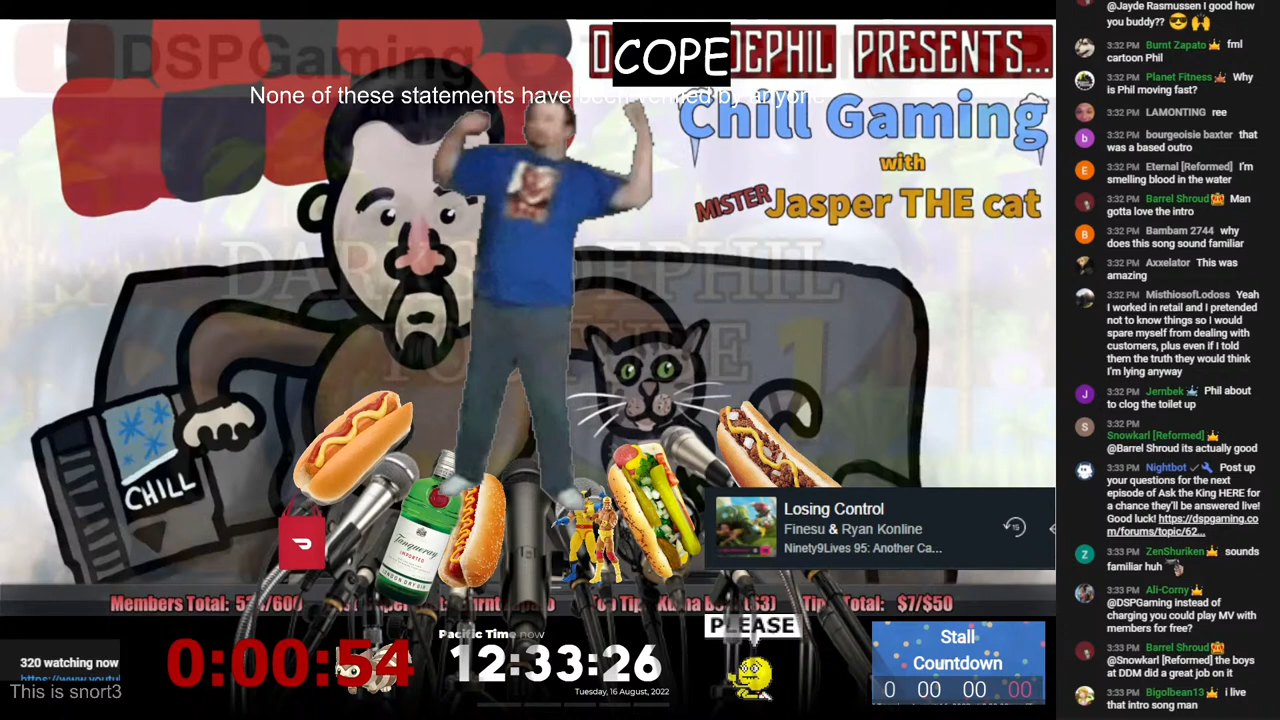 DSPGaming
COPE
DEPHIL PRESENTS...
None of these statements have been verified by anyone
Chill Gaming
with
MISTER Jasper THE cat
CHILL
Tanqueray
IMPORTED
LONDON DRY GIN
Losing Control
Finesu & Ryan Konline
Ninety9Lives 95: Another Ca...
Members Total:
/600
Tip
$7/$50
320 watching now
This is snort3
0:00:54
Pacific Time now
12:33:26
Tuesday, 16 August, 2022
PLEASE
Stall
Countdown
0 00 00 00
@Jayde Rasmussen I good how
you buddy??
3:32 PM Burnt Zapato fml
cartoon Phil
3:32 PM Planet Fitness Why
is Phil moving fast?
3:32 PM LAMONTING ree
3:32 PM bourgeoisie baxter that
was a based outro
3:32 PM Eternal [Reformed] I'm
smelling blood in the water
3:32 PM Barrel Shroud Man
gotta love the intro
3:32 PM Bambam 2744 why
does this song sound familiar
3:32 PM Axxelator This was
amazing
3:32 PM MisthiosofLodoss Yeah
I worked in retail and I pretended
not to know things so I would
spare myself from dealing with
customers, plus even if I told
them the truth they would think
I'm lying anyway
3:32 PM Jernbek Phil about
to clog the toilet up
3:32 PM
Snowkarl [Reformed]
@Barrel Shroud its actually good
3:33 PM Nightbot Post up
your questions for the next
episode of Ask the King HERE for
a chance they'll be answered live!
Good luck! https://dspgaming.co
m/forums/topic/62...
3:33 PM ZenShuriken sounds
familiar huh
3:33 PM Ali-Corny
@DSPGaming instead of
charging you could play MV with
members for free?
3:33 PM Barrel Shroud
@Snowkarl [Reformed] the boys
at DDM did a great job on it
3:33 PM Bigolbean13 i live
that intro song man